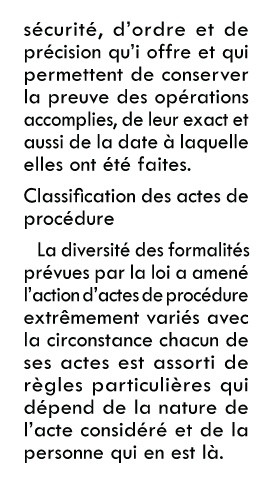 sécurité, d'ordre et de
précision qu'i offre et qui
permettent de conserver
la preuve des opérations
accomplies, de leur exact et
aussi de la date à laquelle
elles ont été faites.
Classification des actes de
procédure
La diversité des formalités
prévues par la loi a amené
l'action d'actes de procédure
extrêmement variés avec
la circonstance chacun de
ses actes est assorti de
règles particulières qui
dépend de la nature de
l'acte considéré et de la
personne qui en est là.